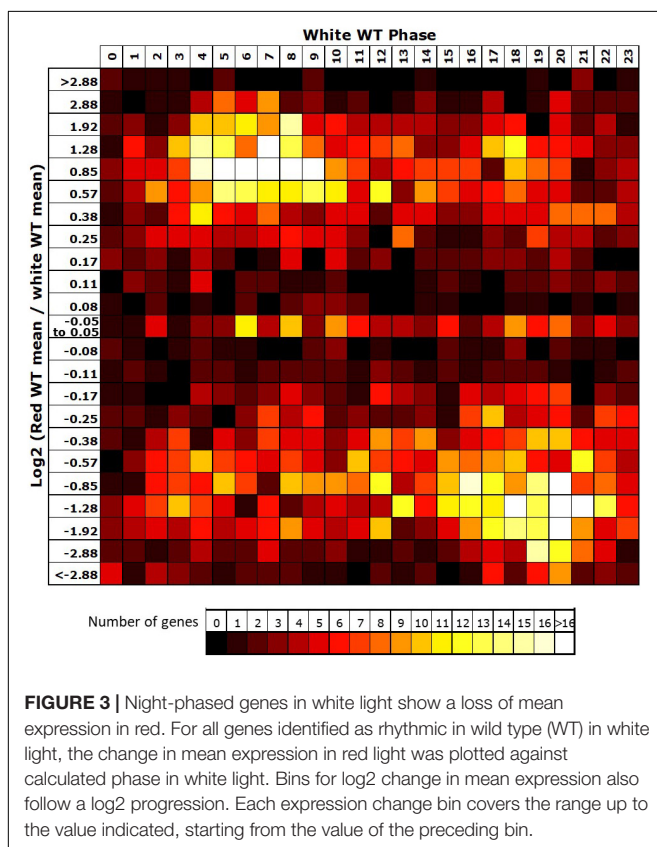 White WT Phase
0 1 2 3 4 5 6 7 8 9 10 11 12 13 14 15 16 17 18 19 20 21 22 23
Log2 (Red WT mean / white WT mean)
>2.88
2.88
1.92
1.28
0.85
0.57
0.38
0.25
0.17
0.11
0.08
-0.05
to 0.05
-0.08
-0.11
-0.17
-0.25
-0.38
-0.57
-0.85
-1.28
-1.92
-2.88
<-2.88
Number of genes 0 1 2 3 4 5 6 7 8 9 10 11 12 13 14 15 16 >16
FIGURE 3 | Night-phased genes in white light show a loss of mean
expression in red. For all genes identified as rhythmic in wild type (WT) in white
light, the change in mean expression in red light was plotted against
calculated phase in white light. Bins for log2 change in mean expression also
follow a log2 progression. Each expression change bin covers the range up to
the value indicated, starting from the value of the preceding bin.